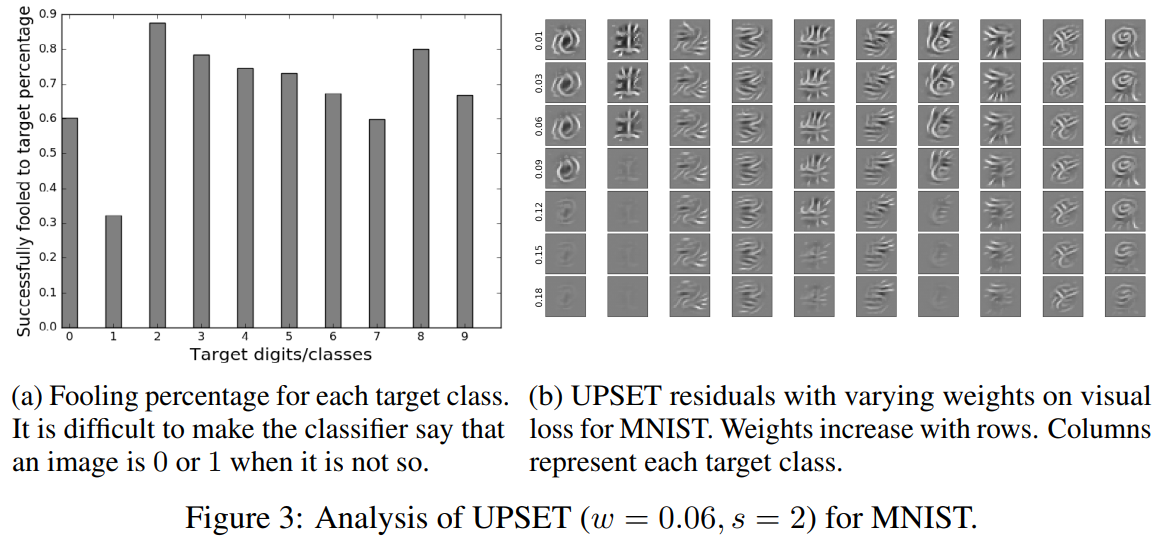 0.9
0.8
0.7
0.6
0.5
0.4
0.3
0.2
0.1
0.0
Successfully fooled to target percentage
0 1 2 3 4 5 6 7 8 9
Target digits/classes
0.01
0.03
0.06
0.09
0.12
0.15
0.18
(a) Fooling percentage for each target class.
It is difficult to make the classifier say that
an image is 0 or 1 when it is not so.
(b) UPSET residuals with varying weights on visual
loss for MNIST. Weights increase with rows. Columns
represent each target class.
Figure 3: Analysis of UPSET (w = 0.06, s = 2) for MNIST.